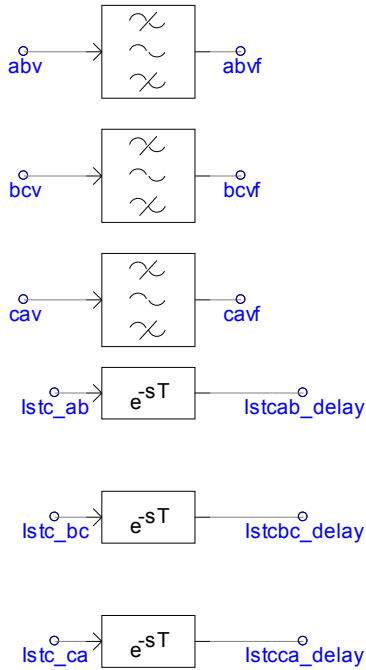 abv abvf
bcv bcvf
cav cavf
e-sT
Istc_ab Istcab_delay
e-sT
Istc_bc Istcbc_delay
e-sT
Istc_ca Istcca_delay